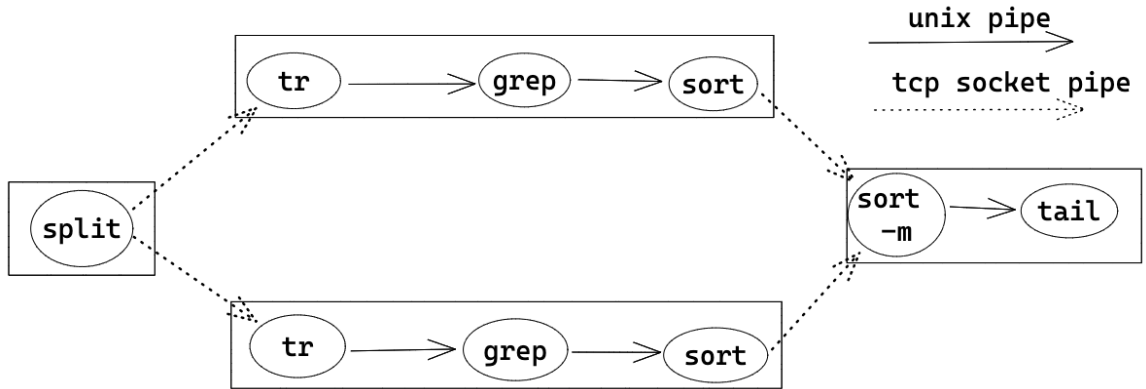 unix pipe
tcp socket pipe
tr
grep
sort
split
sort
-m
tail
tr
grep
sort